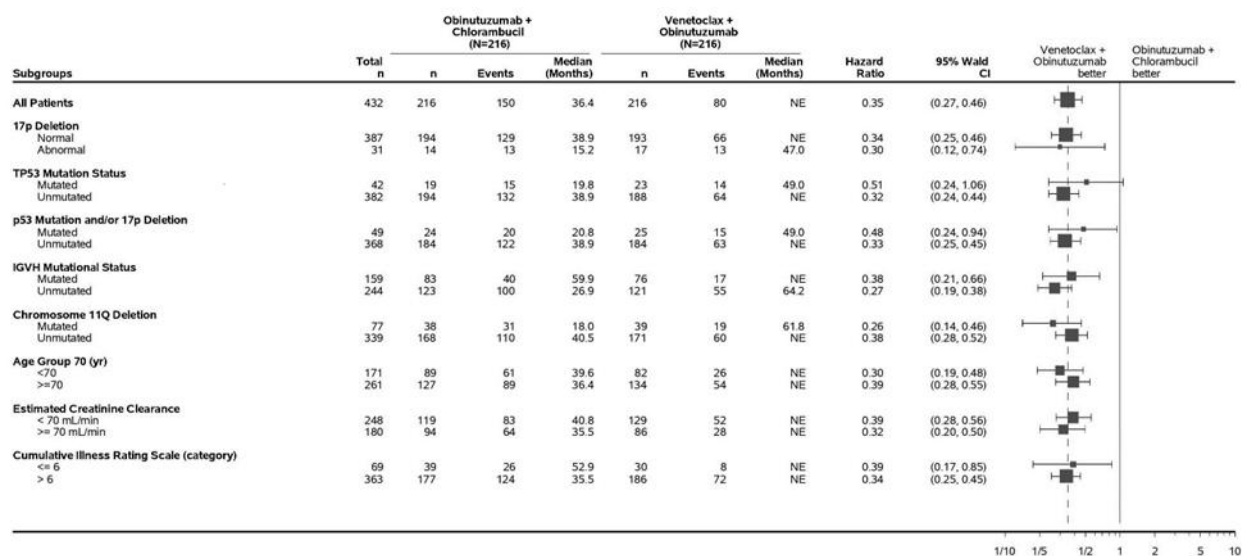 Obinutuzumab + Chlorambucil (N=216) Venetoclax + Obinutuzumab (N=216)
Subgroups Total n n Events Median (Months) n Events Median (Months) Hazard Ratio 95% Wald CI Venetoclax + Obinutuzumab better Obinutuzumab + Chlorambucil better
All Patients 432 216 150 36.4 216 80 NE 0.35 (0.27, 0.46)
17p Deletion
Normal 387 194 129 38.9 193 66 NE 0.34 (0.25, 0.46)
Abnormal 31 14 13 15.2 17 13 47.0 0.30 (0.12, 0.74)
TP53 Mutation Status
Mutated 42 19 15 19.8 23 14 49.0 0.51 (0.24, 1.06)
Unmutated 382 194 132 38.9 188 64 NE 0.32 (0.24, 0.44)
p53 Mutation and/or 17p Deletion
Mutated 49 24 20 20.8 25 15 49.0 0.48 (0.24, 0.94)
Unmutated 368 184 122 38.9 184 63 NE 0.33 (0.25, 0.45)
IGVH Mutational Status
Mutated 159 83 40 59.9 76 17 NE 0.38 (0.21, 0.66)
Unmutated 244 123 100 26.9 121 55 64.2 0.27 (0.19, 0.38)
Chromosome 11Q Deletion
Mutated 77 38 31 18.0 39 19 61.8 0.26 (0.14, 0.46)
Unmutated 339 168 110 40.5 171 60 NE 0.38 (0.28, 0.52)
Age Group 70 (yr)
<70 171 89 61 39.6 82 26 NE 0.30 (0.19, 0.48)
>=70 261 127 89 36.4 134 54 NE 0.39 (0.28, 0.55)
Estimated Creatinine Clearance
< 70 mL/min 248 119 83 40.8 129 52 NE 0.39 (0.28, 0.56)
>= 70 mL/min 180 94 64 35.5 86 28 NE 0.32 (0.20, 0.50)
Cumulative Illness Rating Scale (category)
<= 6 69 39 26 52.9 30 8 NE 0.39 (0.17, 0.85)
> 6 363 177 124 35.5 186 72 NE 0.34 (0.25, 0.45)
1/10 1/5 1/2 1 2 5 10